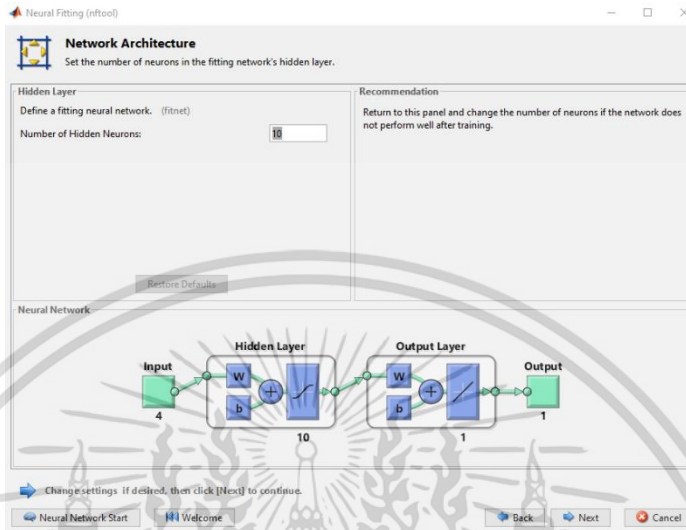 Neural Fitting (nftool)
Network Architecture
Set the number of neurons in the fitting network's hidden layer.
Hidden Layer
Define a fitting neural network. (fitnet)
Number of Hidden Neurons: 10
Restore Defaults
Recommendation
Return to this panel and change the number of neurons if the network does
not perform well after training.
Neural Network
Hidden Layer Output Layer
Input Output
W W
b b
4 1
10 1
Change settings if desired, then click [Next] to continue.
Neural Network Start Welcome Back Next Cancel